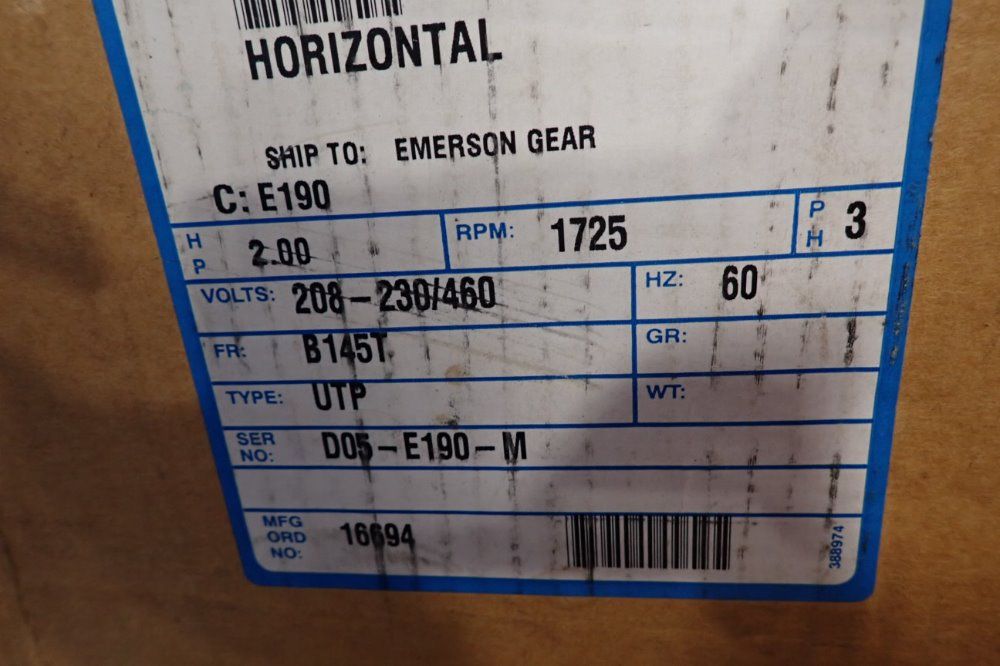 HORIZONTAL
SHIP TO: EMERSON GEAR
C: E190
HP 2.00 RPM: 1725 PH 3
VOLTS: 208-230/460 HZ: 60
FR: B145T GR:
TYPE: UTP WT:
SER NO: D05-E190-M
MFG ORD NO: 16694
388974